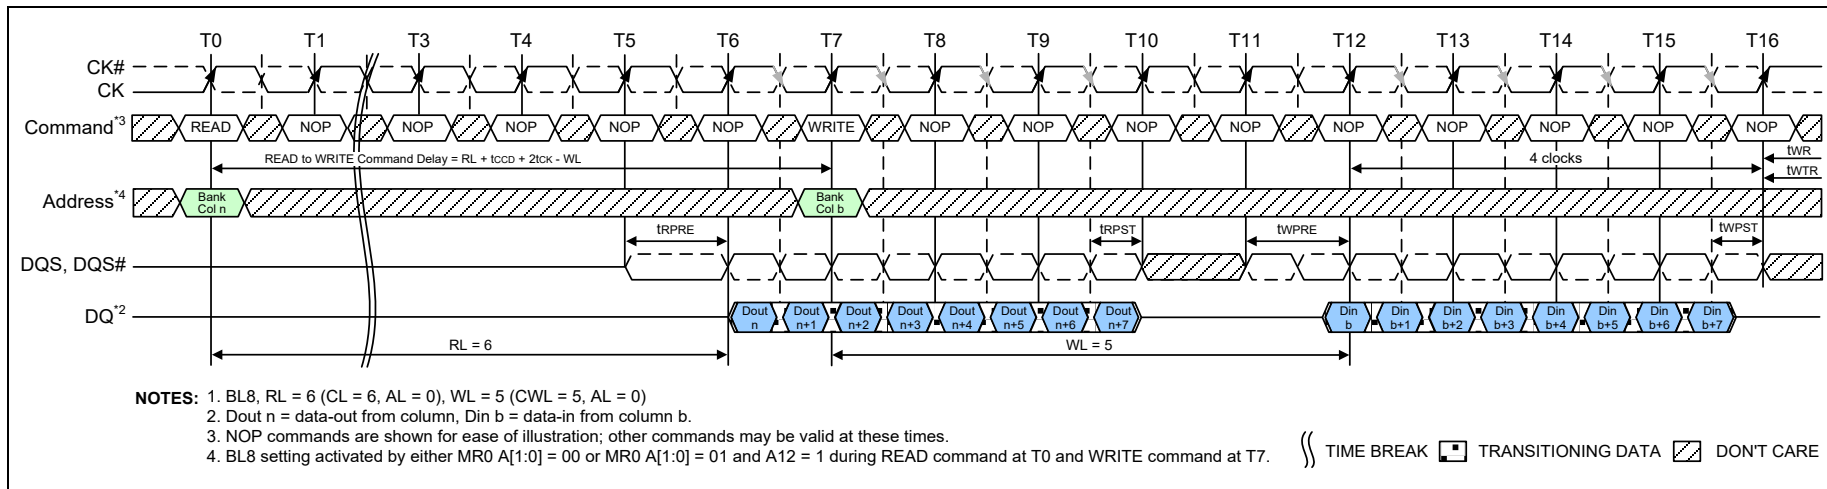 T0 T1 T3 T4 T5 T6 T7 T8 T9 T10 T11 T12 T13 T14 T15 T16
CK#
CK
Command*3 READ NOP NOP NOP NOP NOP WRITE NOP NOP NOP NOP NOP NOP NOP NOP NOP
READ to WRITE Command Delay = RL + tCCD + 2tCK - WL
4 clocks
tWR
tWTR
Address*4
Bank
Col n
Bank
Col b
tRPRE tRPST tWPRE tWPST
DQS, DQS#
DQ*2
Dout
n
Dout
n+1
Dout
n+2
Dout
n+3
Dout
n+4
Dout
n+5
Dout
n+6
Dout
n+7
Din
b
Din
b+1
Din
b+2
Din
b+3
Din
b+4
Din
b+5
Din
b+6
Din
b+7
RL = 6 WL = 5
NOTES: 1. BL8, RL = 6 (CL = 6, AL = 0), WL = 5 (CWL = 5, AL = 0)
2. Dout n = data-out from column, Din b = data-in from column b.
3. NOP commands are shown for ease of illustration; other commands may be valid at these times.
4. BL8 setting activated by either MR0 A[1:0] = 00 or MR0 A[1:0] = 01 and A12 = 1 during READ command at T0 and WRITE command at T7.
TIME BREAK TRANSITIONING DATA DON'T CARE